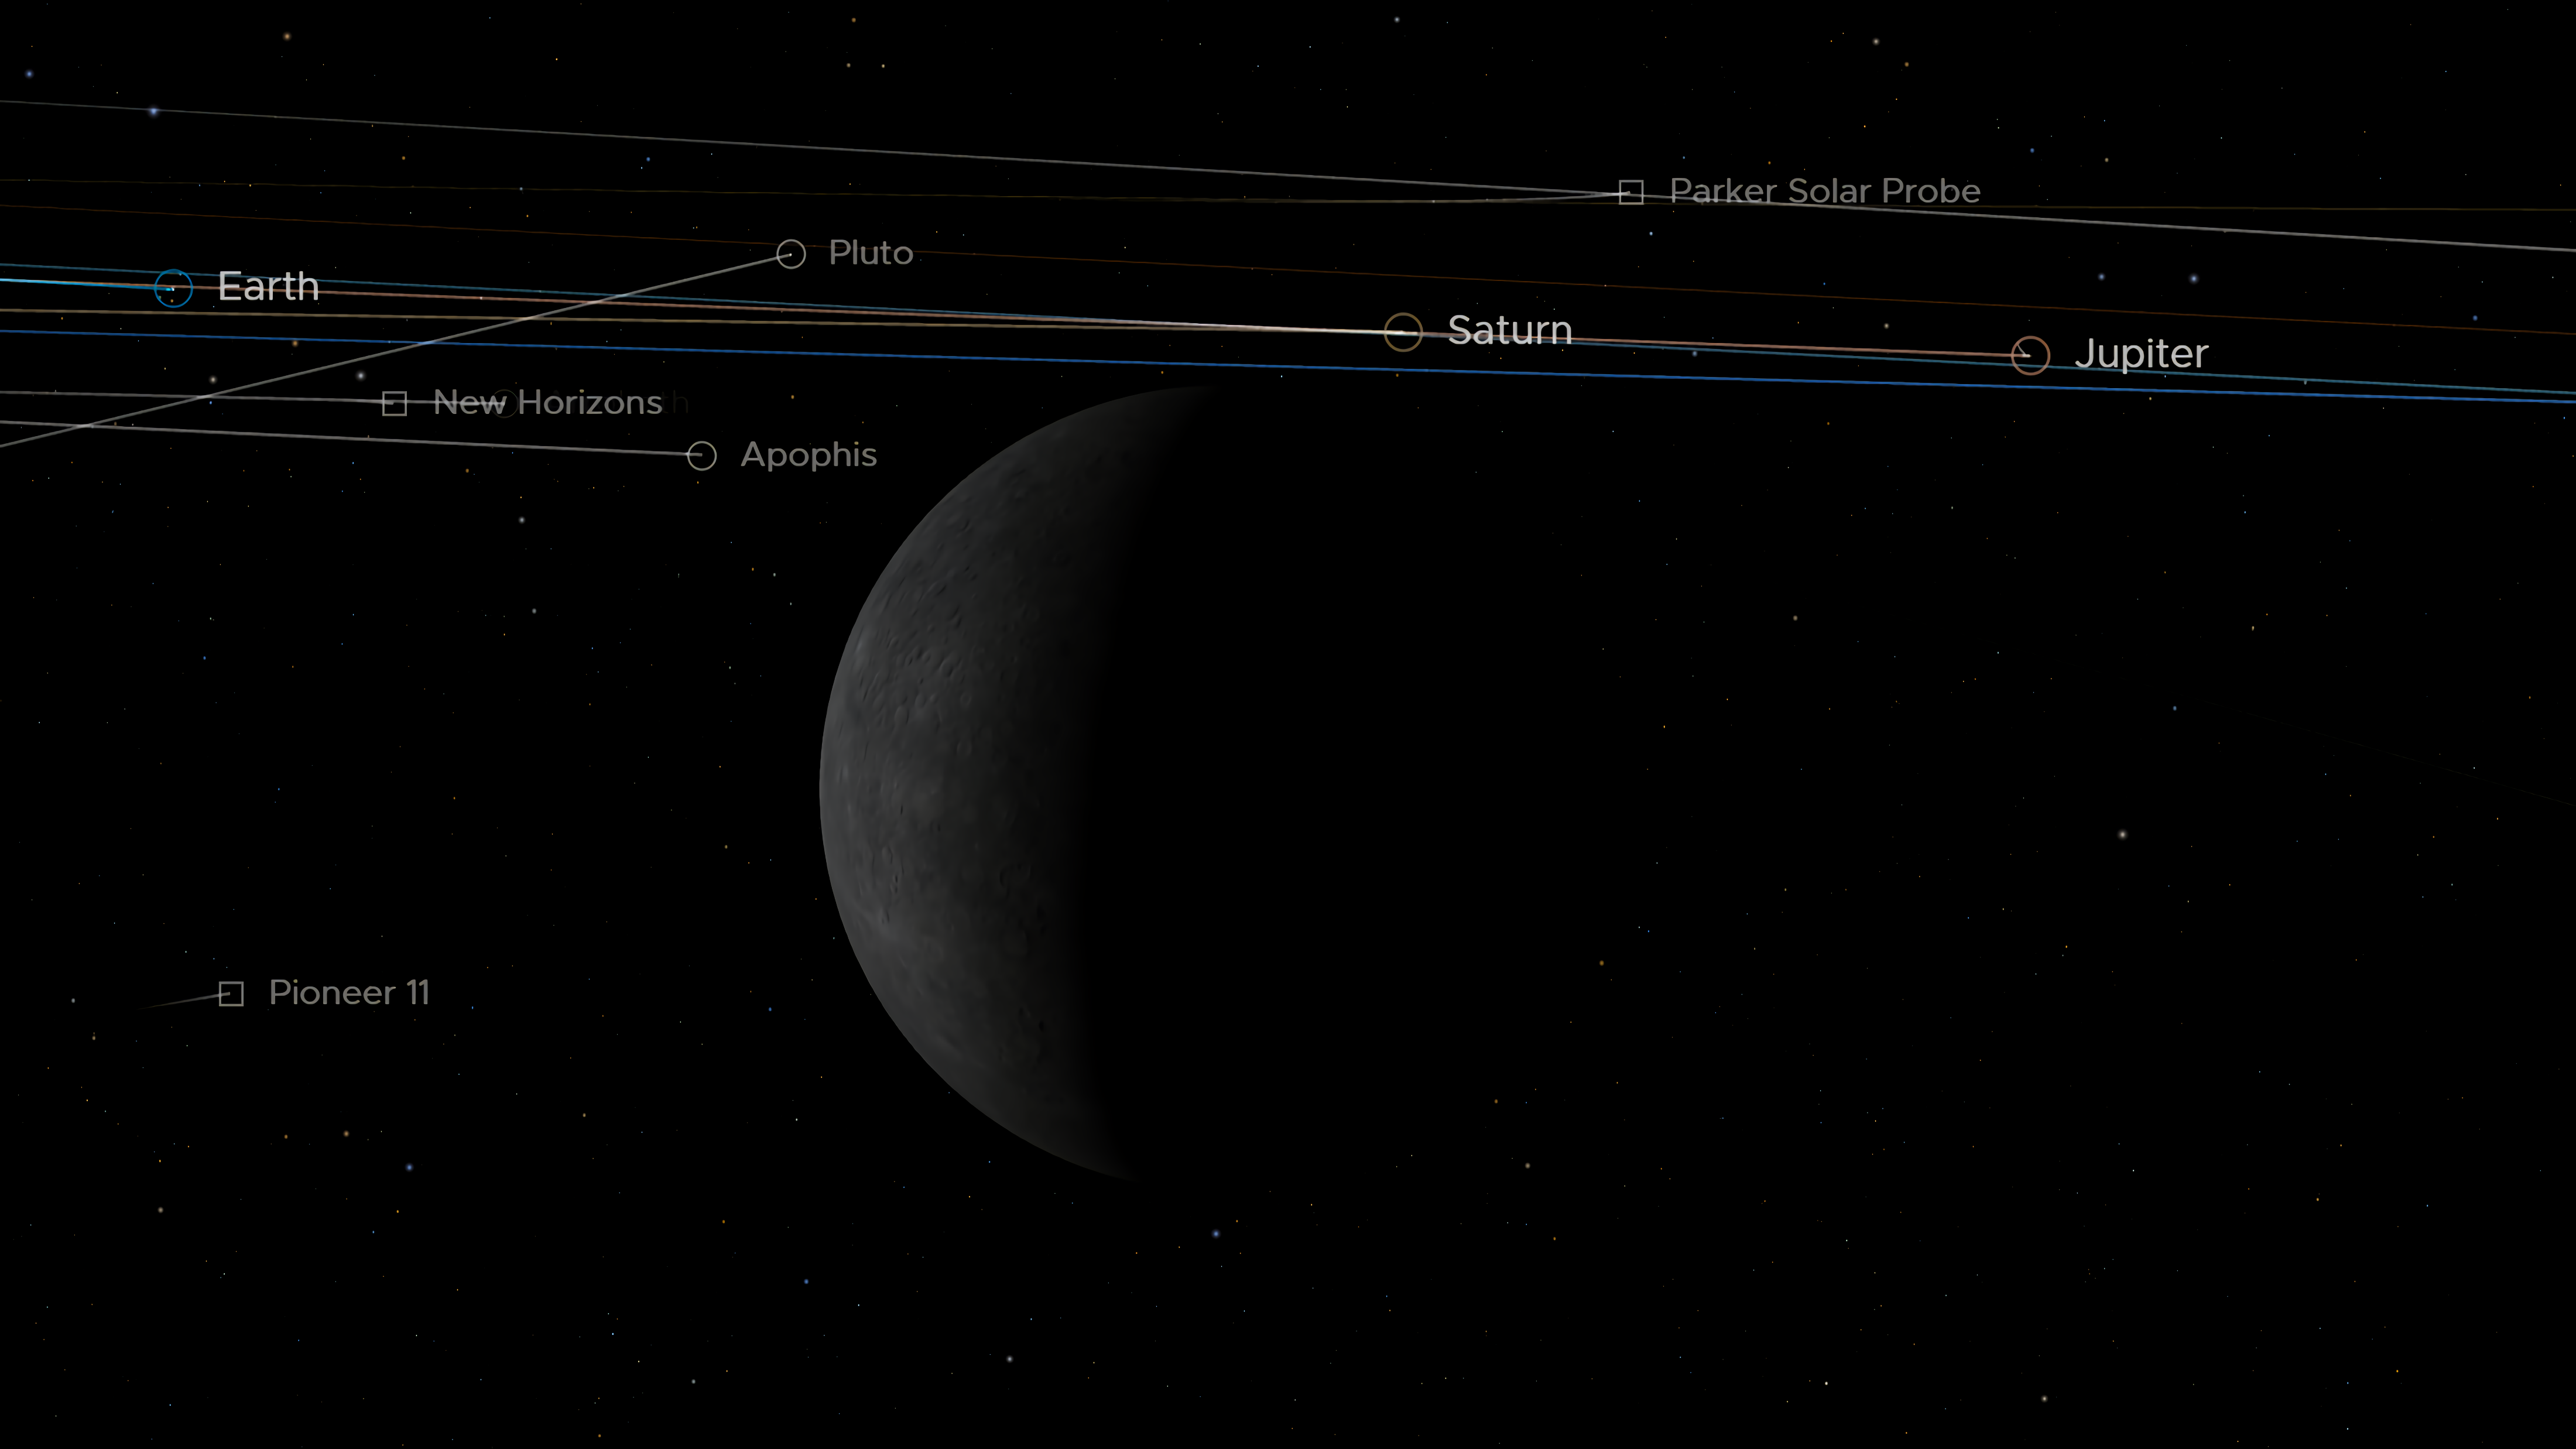 Parker Solar Probe
Pluto
Earth
Saturn
Jupiter
New Horizons
Apophis
Pioneer 11